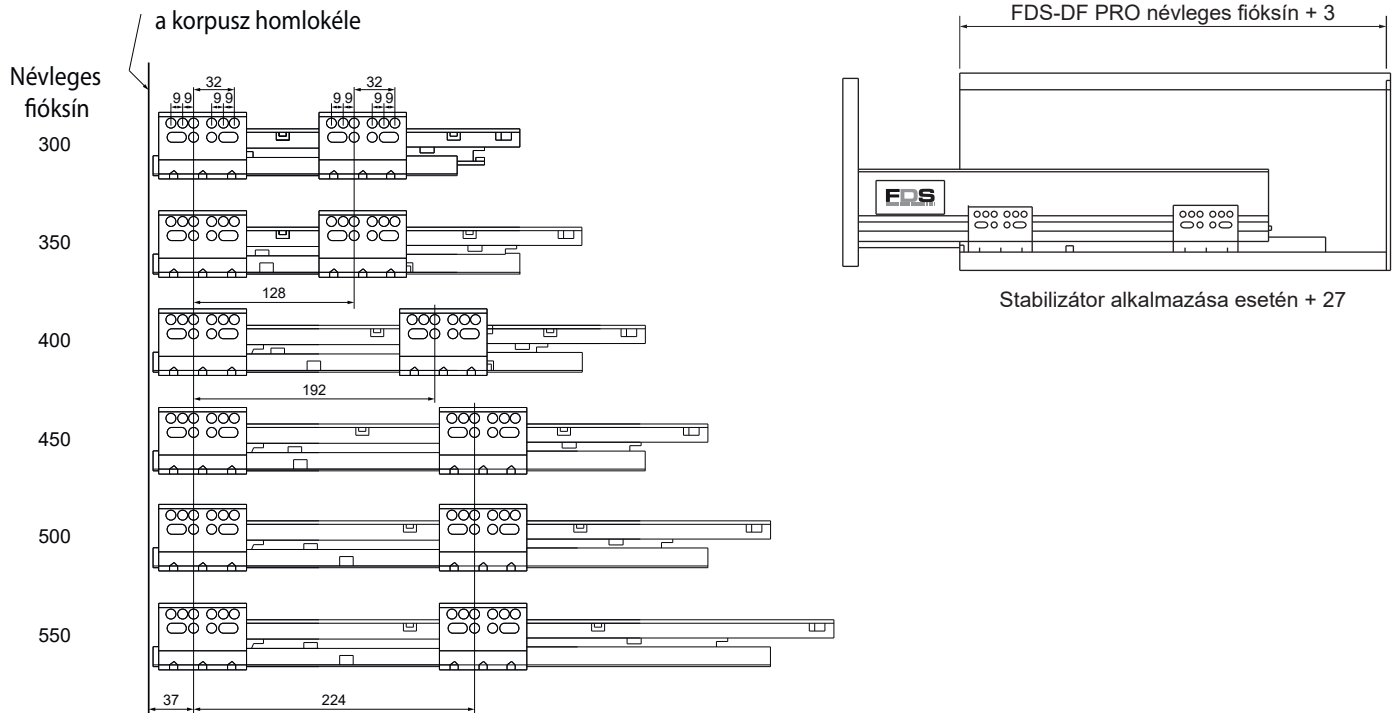 a korpusz homlokéle
Névleges
fióksín
32
32
9 9
9 9
9 9
9 9
300
350
128
400
192
450
500
550
37
224
FDS-DF PRO névleges fióksín + 3
FDS
Stabilizátor alkalmazása esetén + 27